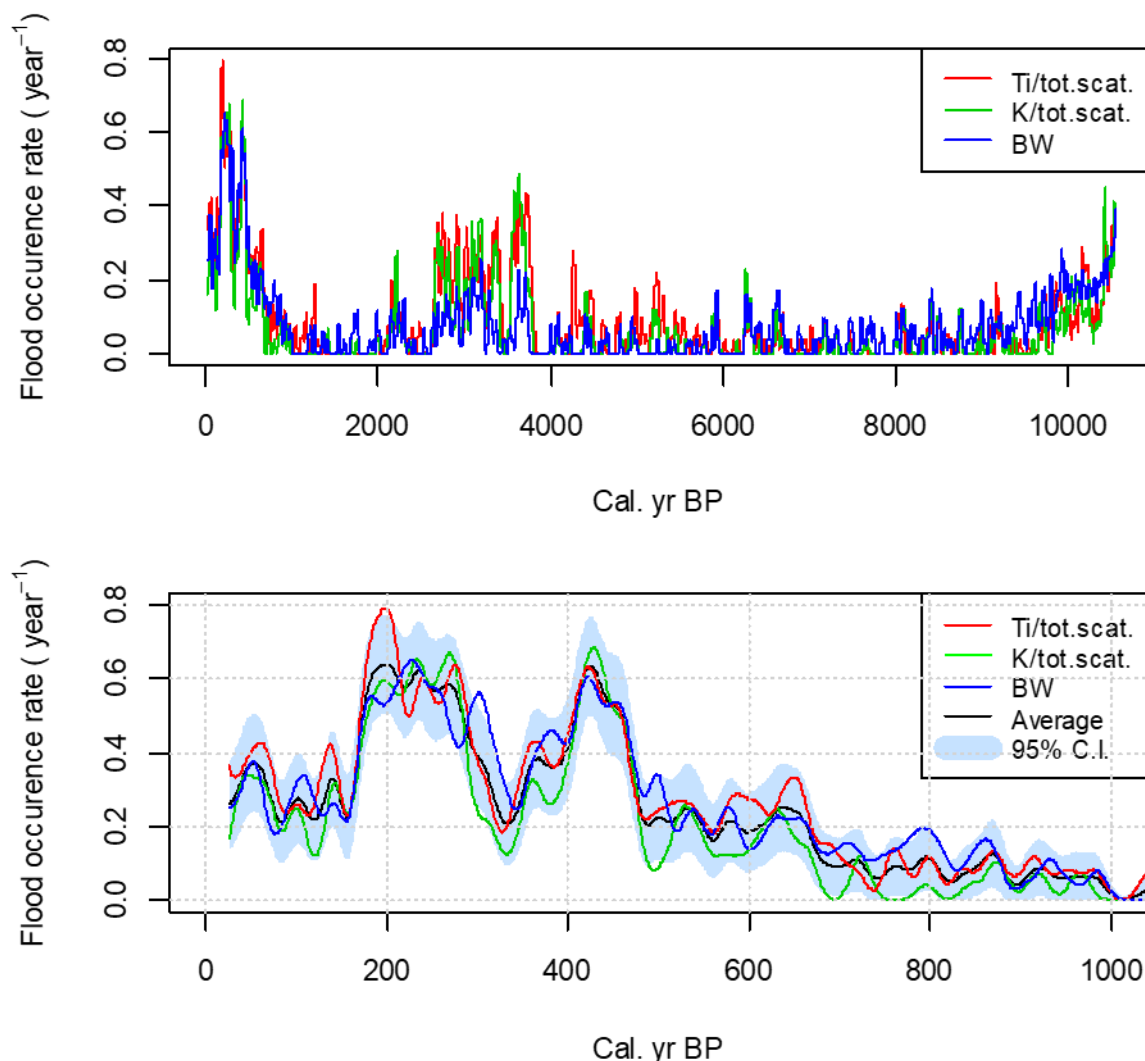 Flood occurence rate ( year⁻¹)
0.8
0.6
0.4
0.2
0.0
Ti/tot.scat.
K/tot.scat.
BW
0 2000 4000 6000 8000 10000
Cal. yr BP
Flood occurence rate ( year⁻¹)
0.8
0.6
0.4
0.2
0.0
Ti/tot.scat.
K/tot.scat.
BW
Average
95% C.I.
0 200 400 600 800 1000
Cal. yr BP